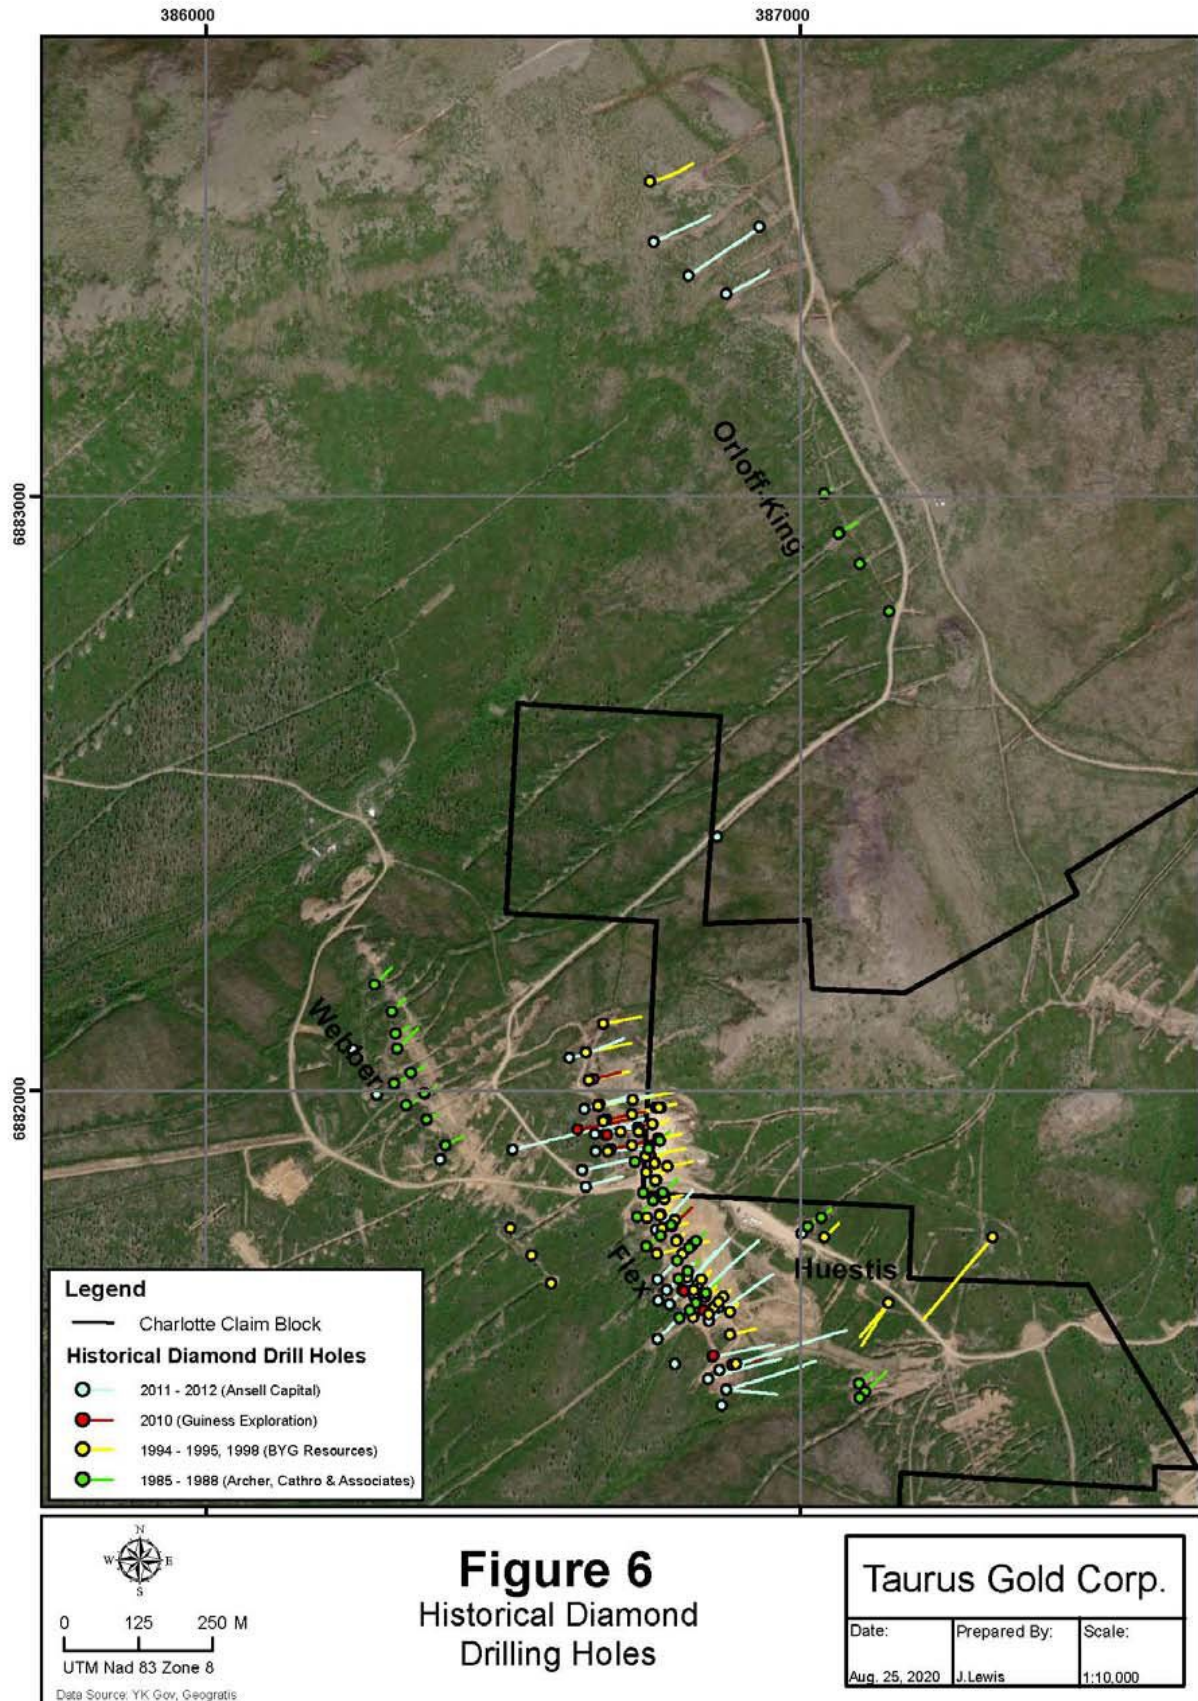 386000
387000
Orloff-King
6883000
Webber
6882000
Flex
Huestis
Legend
Charlotte Claim Block
Historical Diamond Drill Holes
2011 - 2012 (Ansell Capital)
2010 (Guiness Exploration)
1994 - 1995, 1998 (BYG Resources)
1985 - 1988 (Archer, Cathro & Associates)
N
W E
S
0 125 250 M
UTM Nad 83 Zone 8
Data Source: YK Gov, Geogratis
Figure 6
Historical Diamond
Drilling Holes
Taurus Gold Corp.
Date: Prepared By: Scale:
Aug. 25, 2020 J.Lewis 1:10,000